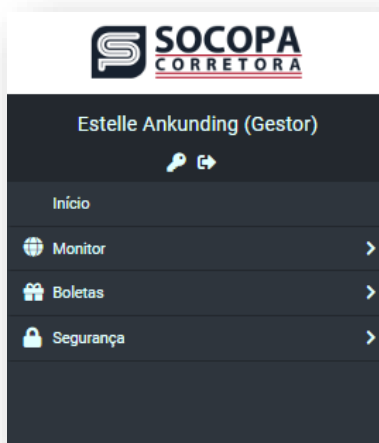 SOCOPA
CORRETORA
Estelle Ankunding (Gestor)
Início
Monitor
Boletas
Segurança